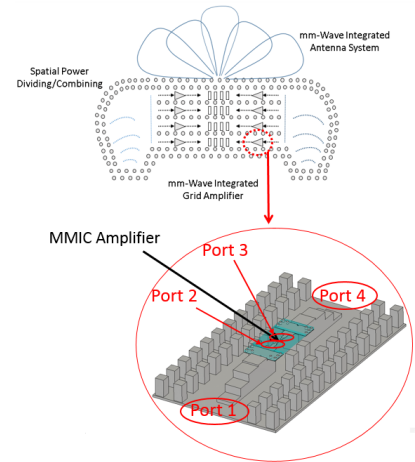 mm-Wave Integrated
Antenna System
Spatial Power
Dividing/Combining
mm-Wave Integrated
Grid Amplifier
MMIC Amplifier
Port 3
Port 2
Port 4
Port 1